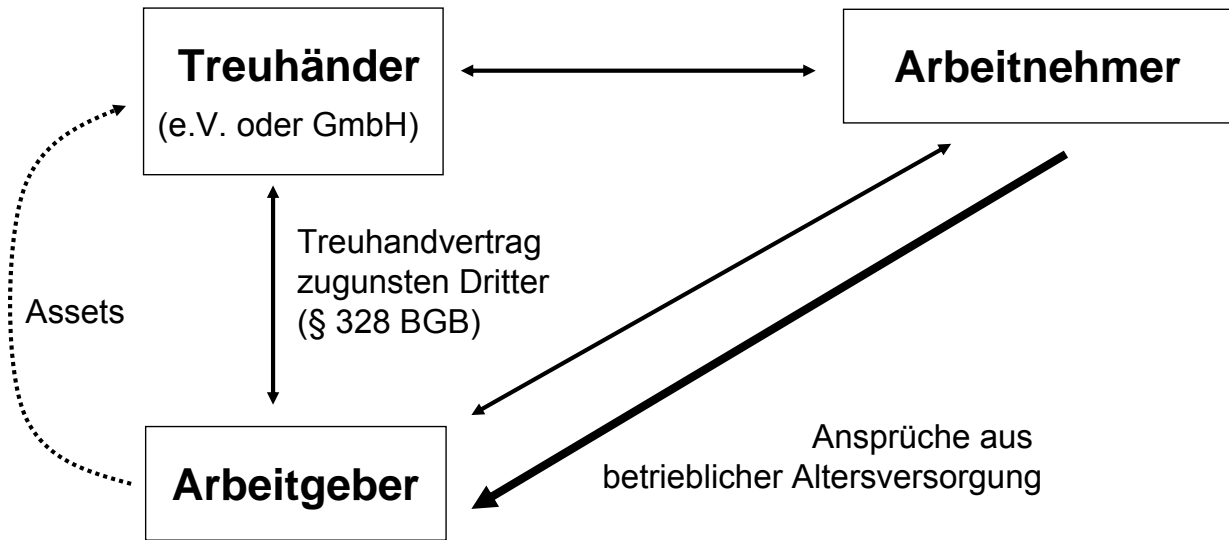 Treuhänder
(e.V. oder GmbH)
Arbeitnehmer
Treuhandvertrag
zugunsten Dritter
(§ 328 BGB)
Assets
Ansprüche aus
betrieblicher Altersversorgung
Arbeitgeber